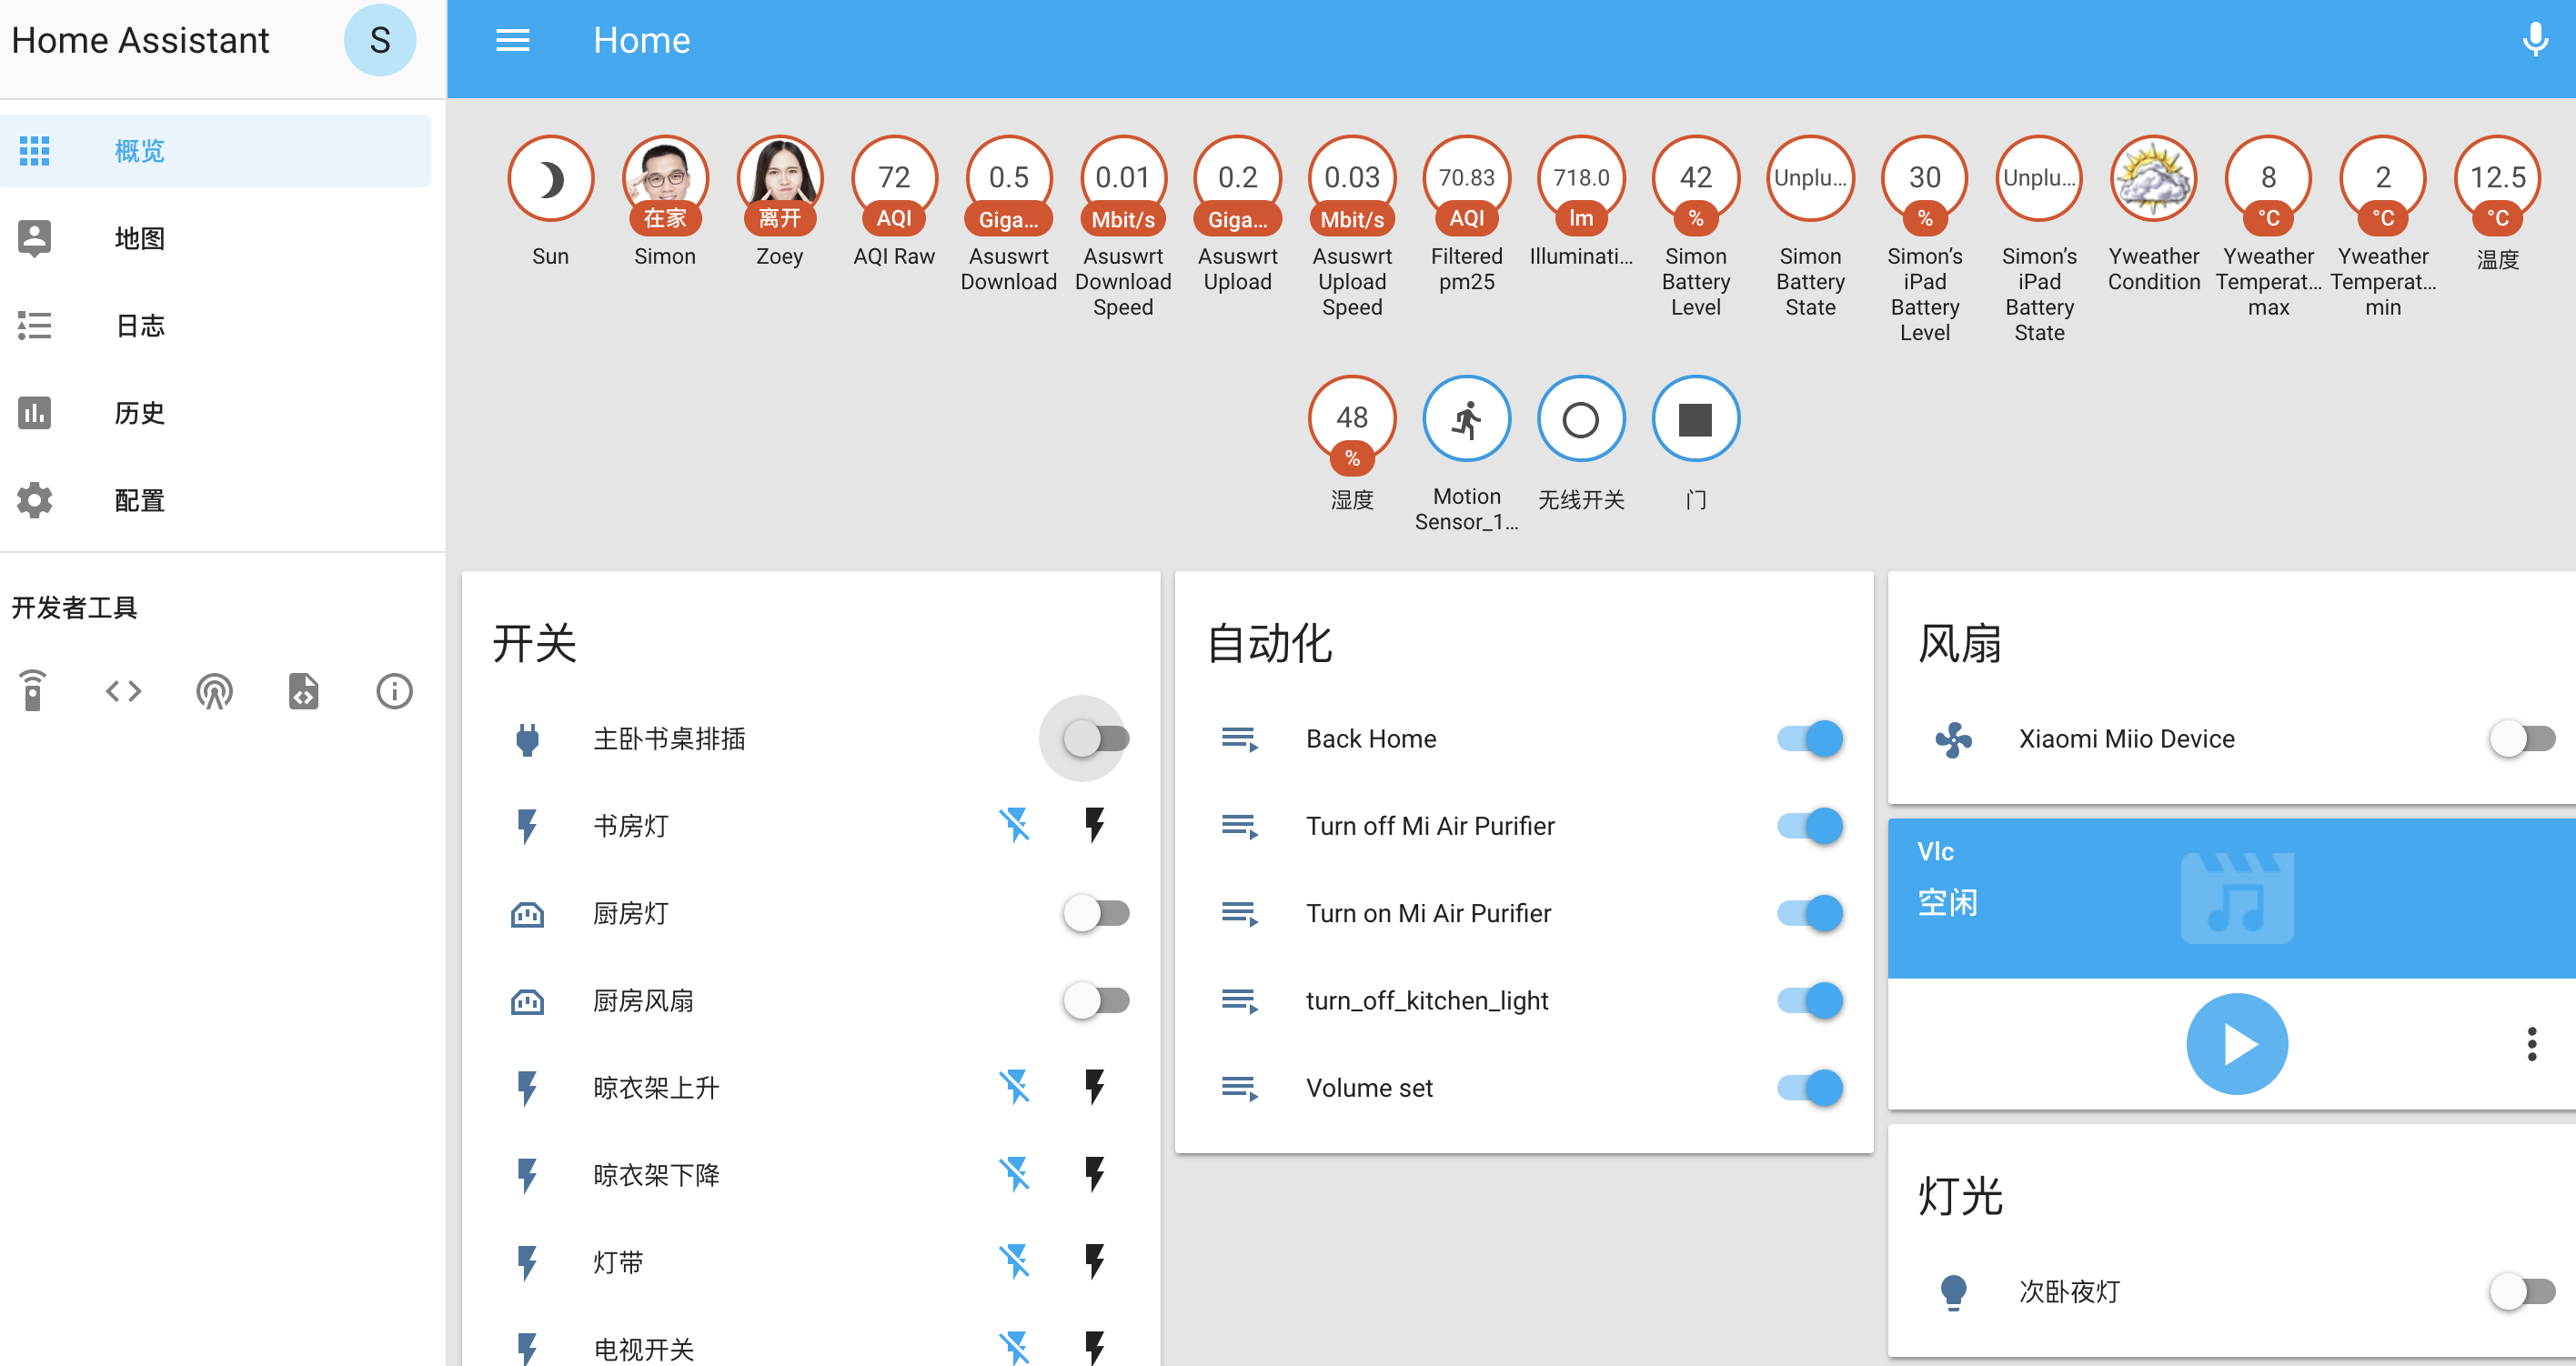 Home Assistant
S
Home
概览
地图
日志
历史
配置
开发者工具
Sun
在家
Simon
离开
Zoey
72
AQI
AQI Raw
0.5
Giga...
Asuswrt
Download
0.01
Mbit/s
Asuswrt
Download
Speed
0.2
Giga...
Asuswrt
Upload
0.03
Mbit/s
Asuswrt
Upload
Speed
70.83
AQI
Filtered
pm25
718.0
lm
Illuminati...
42
%
Simon
Battery
Level
Unplu...
Simon
Battery
State
30
%
Simon’s
iPad
Battery
Level
Unplu...
Simon’s
iPad
Battery
State
Yweather
Condition
8
°C
Yweather
Temperat...
max
2
°C
Yweather
Temperat...
min
12.5
°C
温度
48
%
湿度
Motion
Sensor_1...
无线开关
门
开关
主卧书桌排插
书房灯
厨房灯
厨房风扇
晾衣架上升
晾衣架下降
灯带
电视开关
自动化
Back Home
Turn off Mi Air Purifier
Turn on Mi Air Purifier
turn_off_kitchen_light
Volume set
风扇
Xiaomi Miio Device
Vlc
空闲
灯光
次卧夜灯